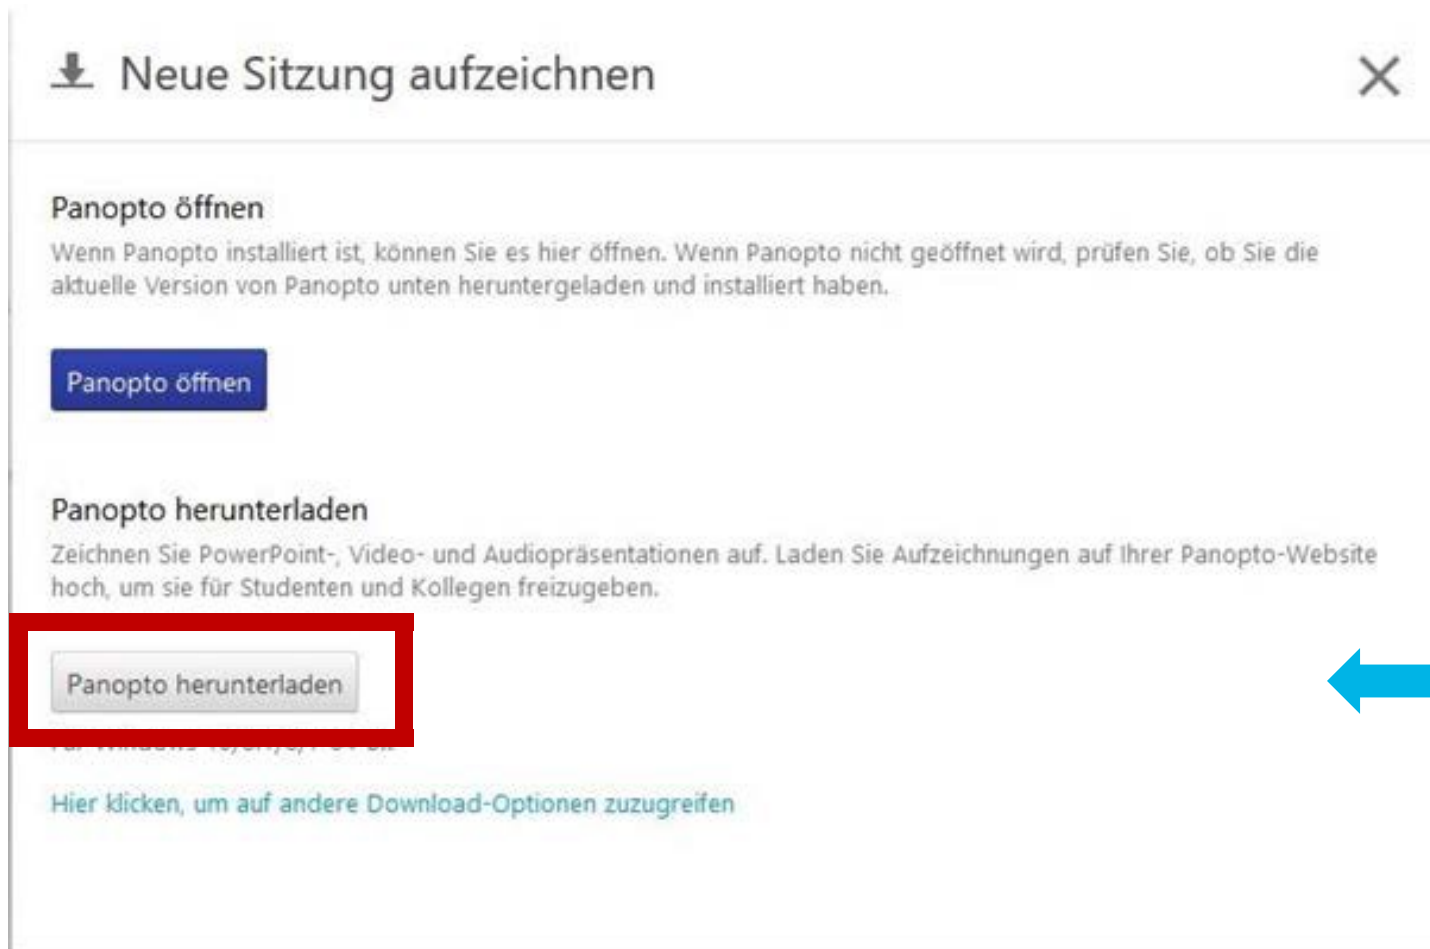 Neue Sitzung aufzeichnen
Panopto öffnen
Wenn Panopto installiert ist, können Sie es hier öffnen. Wenn Panopto nicht geöffnet wird, prüfen Sie, ob Sie die
aktuelle Version von Panopto unten heruntergeladen und installiert haben.
Panopto öffnen
Panopto herunterladen
Zeichnen Sie PowerPoint-, Video- und Audiopräsentationen auf. Laden Sie Aufzeichnungen auf Ihrer Panopto-Website
hoch, um sie für Studenten und Kollegen freizugeben.
Panopto herunterladen
Hier klicken, um auf andere Download-Optionen zuzugreifen